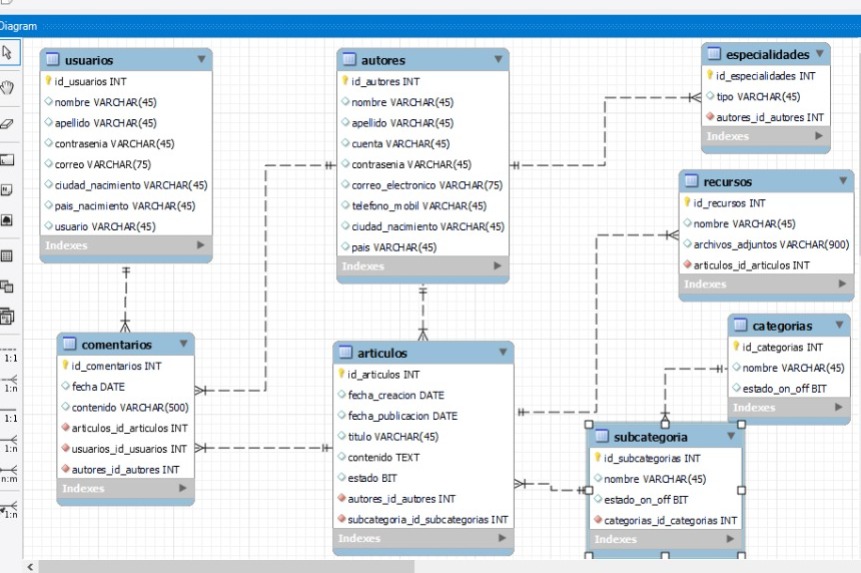 Diagram
usuarios
id_usuarios INT
nombre VARCHAR(45)
apellido VARCHAR(45)
contrasenia VARCHAR(45)
correo VARCHAR(75)
ciudad_nacimiento VARCHAR(45)
pais_nacimiento VARCHAR(45)
usuario VARCHAR(45)
Indexes
autores
id_autores INT
nombre VARCHAR(45)
apellido VARCHAR(45)
cuenta VARCHAR(45)
contrasenia VARCHAR(45)
correo_electronico VARCHAR(75)
telefono_mobil VARCHAR(45)
ciudad_nacimiento VARCHAR(45)
pais VARCHAR(45)
Indexes
especialidades
id_especialidades INT
tipo VARCHAR(45)
autores_id_autores INT
Indexes
recursos
id_recursos INT
nombre VARCHAR(45)
archivos_adjuntos VARCHAR(900)
articulos_id_articulos INT
Indexes
comentarios
id_comentarios INT
fecha DATE
contenido VARCHAR(500)
articulos_id_articulos INT
usuarios_id_usuarios INT
autores_id_autores INT
Indexes
articulos
id_articulos INT
fecha_creacion DATE
fecha_publicacion DATE
titulo VARCHAR(45)
contenido TEXT
estado BIT
autores_id_autores INT
subcategoria_id_subcategorias INT
Indexes
categorias
id_categorias INT
nombre VARCHAR(45)
estado_on_off BIT
Indexes
subcategoria
id_subcategorias INT
nombre VARCHAR(45)
estado_on_off BIT
categorias_id_categorias INT
Indexes
1:1
1:n
1:1
1:n
n:m
1:n